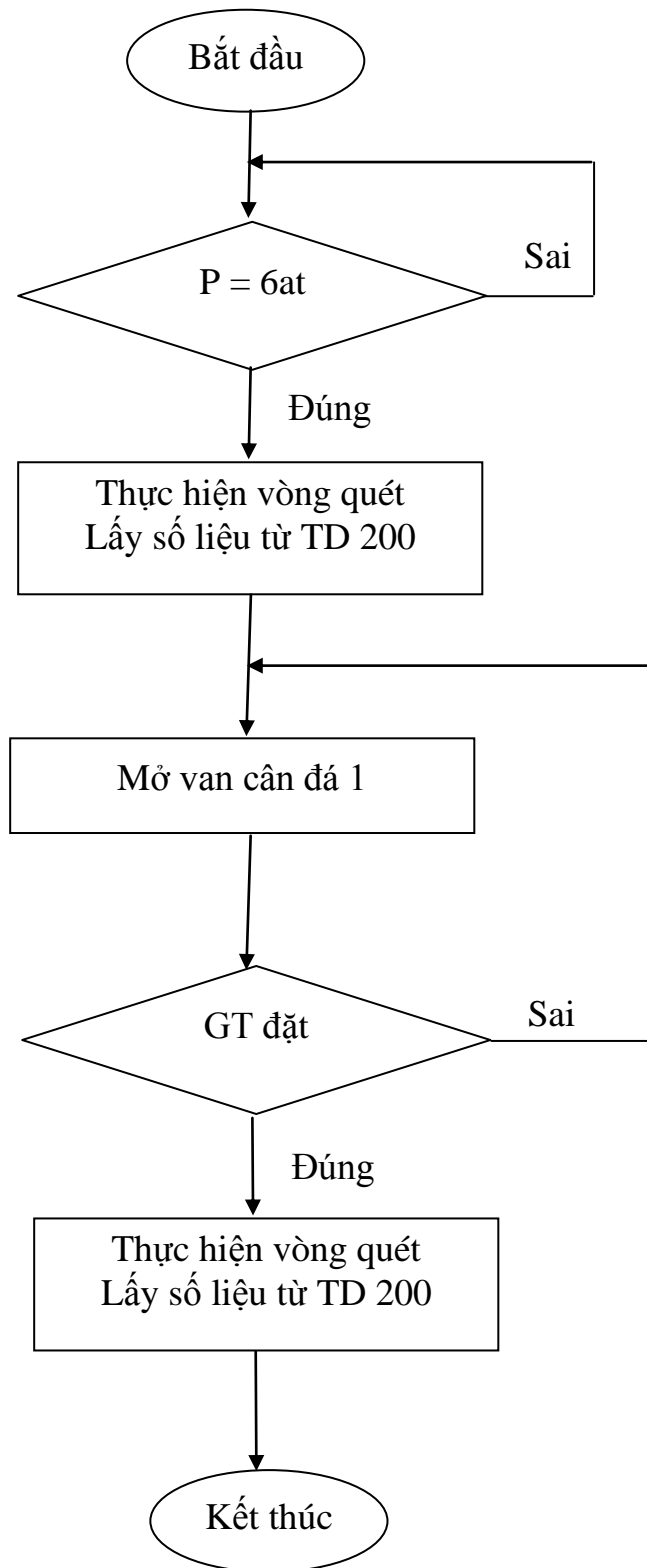 Bắt đầu
P = 6at
Sai
Đúng
Thực hiện vòng quét
Lấy số liệu từ TD 200
Mở van cân đá 1
GT đặt
Sai
Đúng
Thực hiện vòng quét
Lấy số liệu từ TD 200
Kết thúc